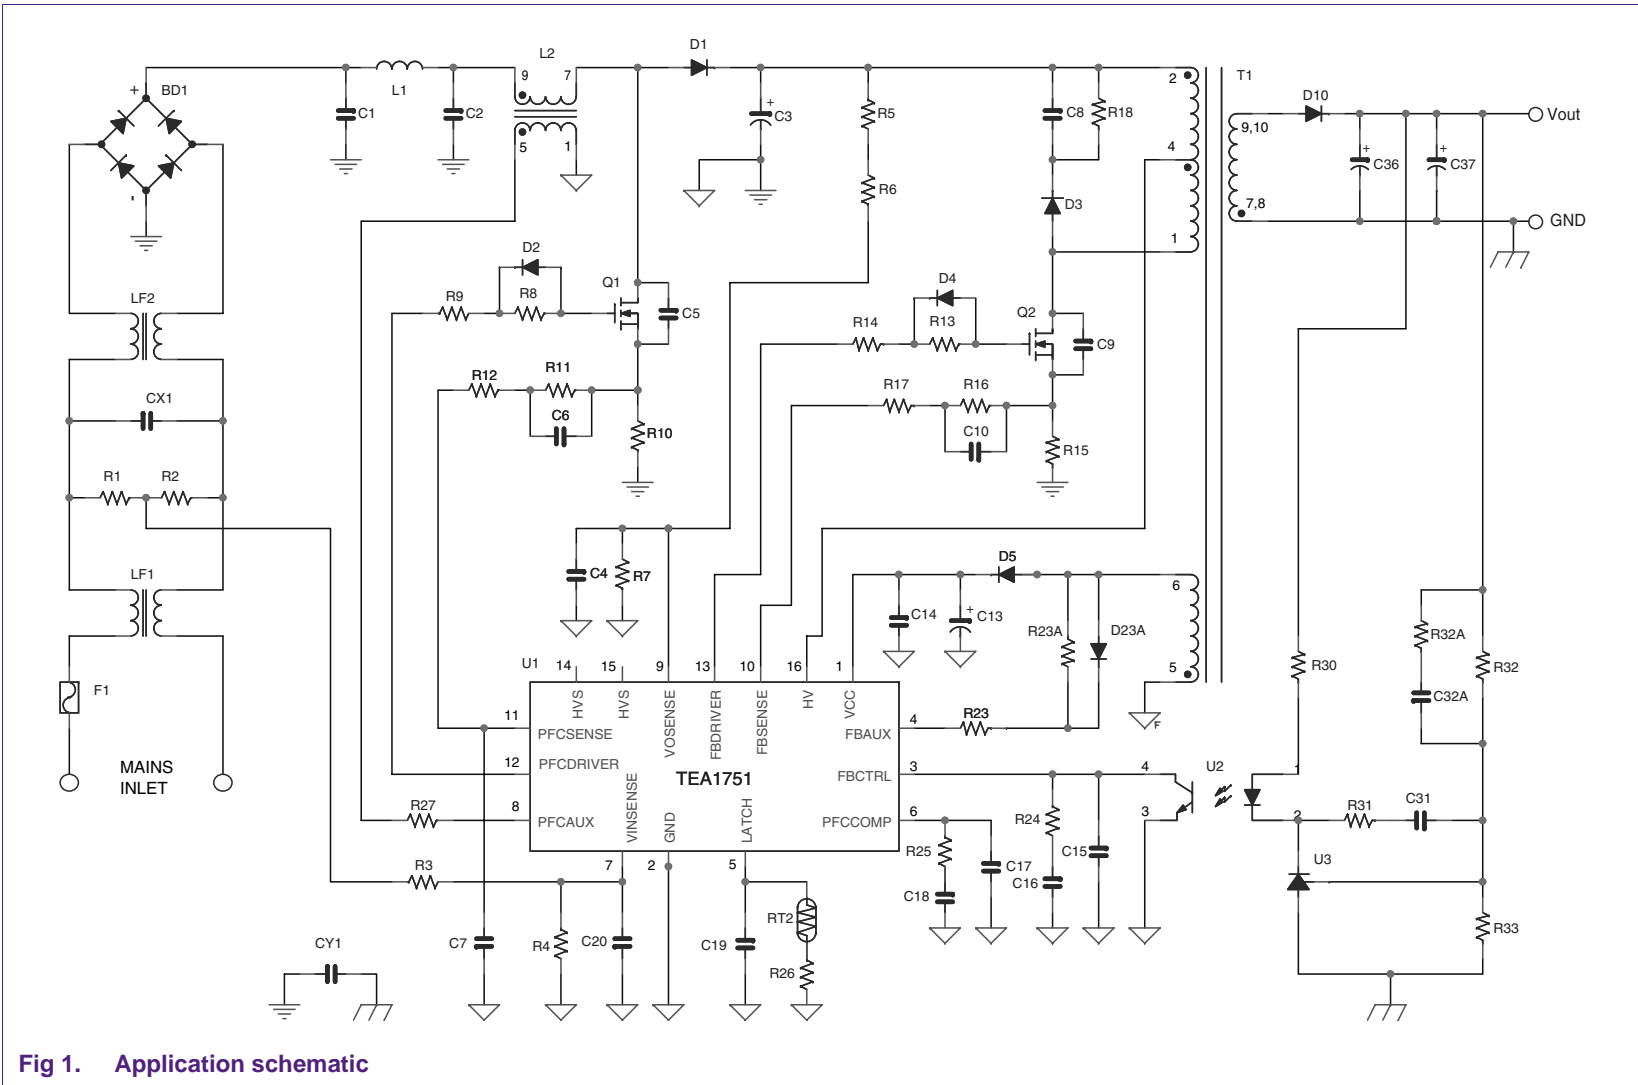 L2
D1
9
7
2
T1
+
BD1
L1
C1
C2
+
C3
R5
C8
R18
D10
9,10
Vout
5
1
4
+
C36
+
C37
R6
D3
7,8
-
1
GND
D2
Q1
D4
LF2
R9
R8
C5
Q2
R14
R13
C9
R12
R11
R17
R16
CX1
C6
R10
C10
R15
R1
R2
D5
LF1
C4
R7
6
C14
+
C13
R23A
D23A
R32A
U1
14
15
9
13
10
16
1
5
R30
R32
F1
HVS
HVS
VOSENSE
FBDRIVER
FBSENSE
HV
VCC
C32A
11
PFCSENSE
4
R23
F
FBAUX
MAINS
INLET
12
PFCDRIVER
TEA1751
FBCTRL
3
4
U2
1
R27
8
PFCAUX
VINSENSE
GND
LATCH
PFCCOMP
6
R24
3
2
R31
C31
R3
7
2
5
R25
C17
C15
U3
C18
C16
RT2
CY1
C7
R4
C20
C19
R33
R26
Fig 1. Application schematic